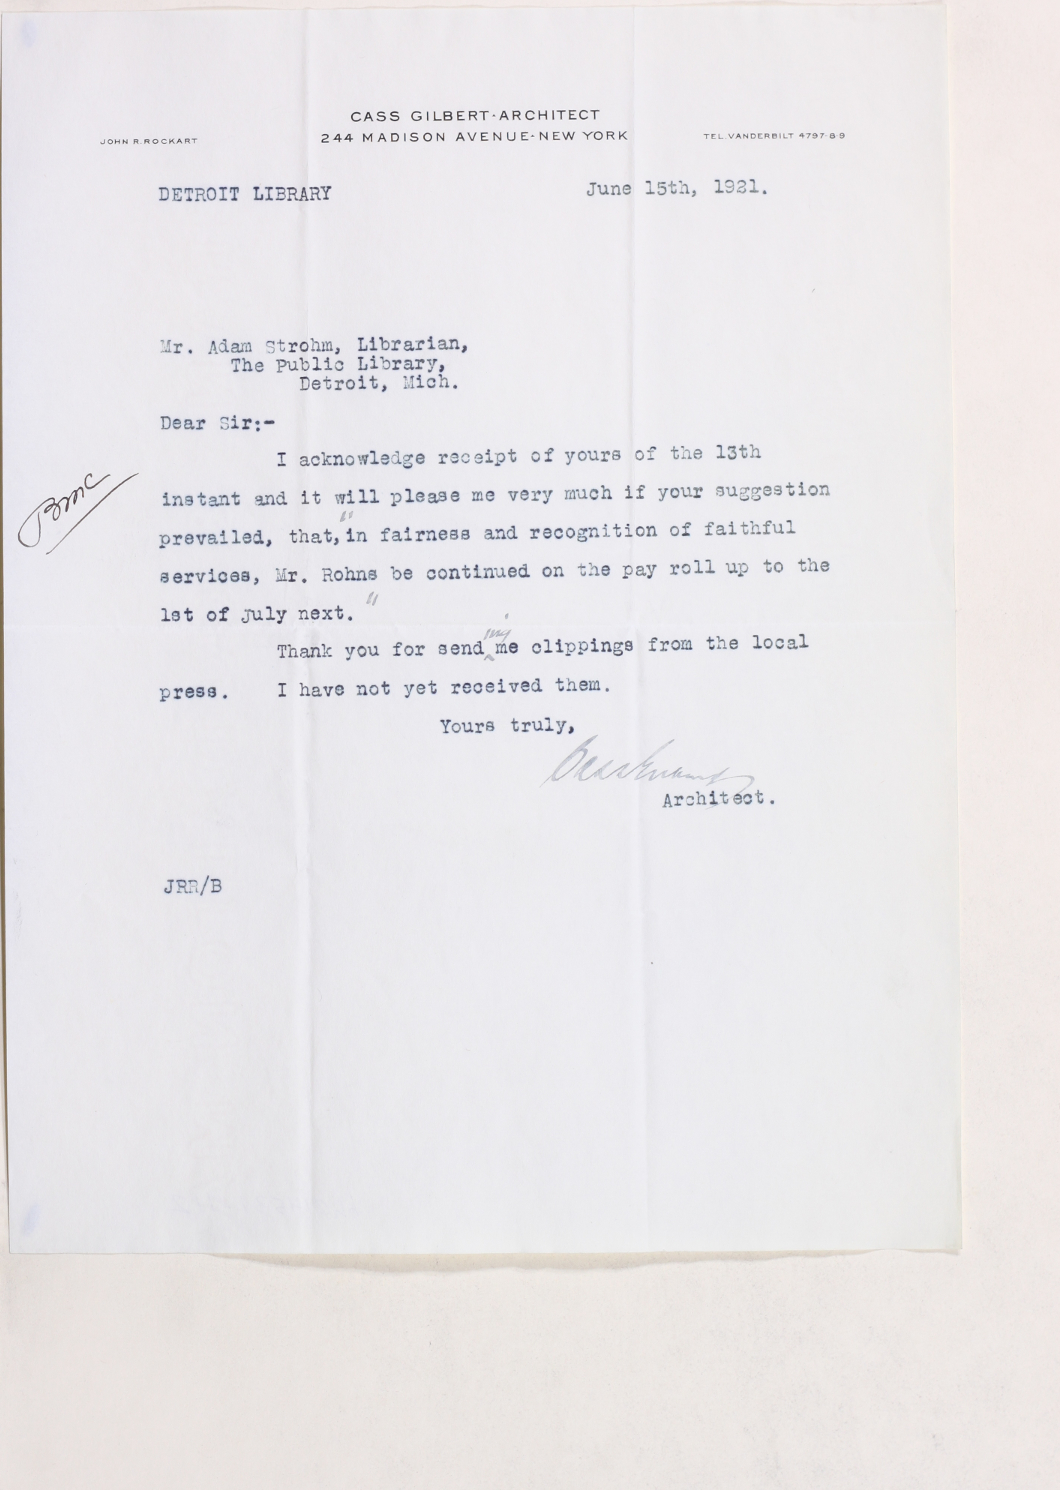 CASS GILBERT-ARCHITECT
244 MADISON AVENUE-NEW YORK
JOHN R. ROCKART
TEL. VANDERBILT 4797-8-9
DETROIT LIBRARY
June 15th, 1921.
Mr. Adam Strohm, Librarian,
The Public Library,
Detroit, Mich.
Dear Sir:-
I acknowledge receipt of yours of the 13th
instant and it will please me very much if your suggestion
prevailed, that, "in fairness and recognition of faithful
services, Mr. Rohns be continued on the pay roll up to the
1st of July next."
Thank you for sending me clippings from the local
press. I have not yet received them.
Yours truly,
Cass Gilbert
Architect.
JRR/B
BMC